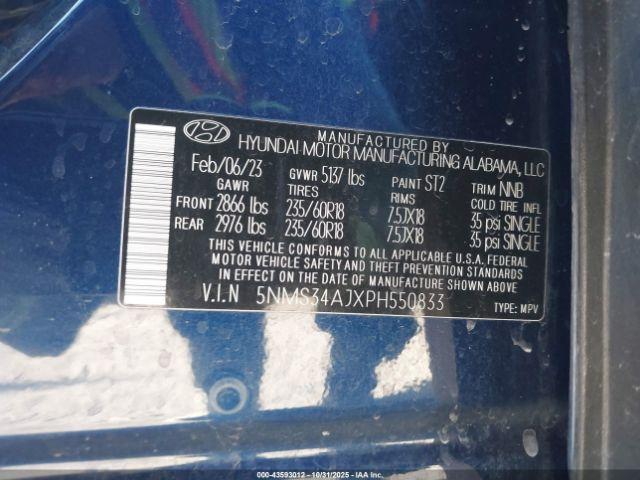 MANUFACTURED BY
HYUNDAI MOTOR MANUFACTURING ALABAMA, LLC
Feb/06/23 GVWR 5137 lbs PAINT ST2 TRIM NNB
GAWR TIRES RIMS COLD TIRE INFL
FRONT 2866 lbs 235/60R18 7.5JX18 35 psi SINGLE
REAR 2976 lbs 235/60R18 7.5JX18 35 psi SINGLE
THIS VEHICLE CONFORMS TO ALL APPLICABLE U.S.A. FEDERAL
MOTOR VEHICLE SAFETY AND THEFT PREVENTION STANDARDS
IN EFFECT ON THE DATE OF MANUFACTURE SHOWN ABOVE
V.I.N 5NMS34AJXPH550833 TYPE: MPV
000-43593012 - 10/31/2025 - IAA Inc.